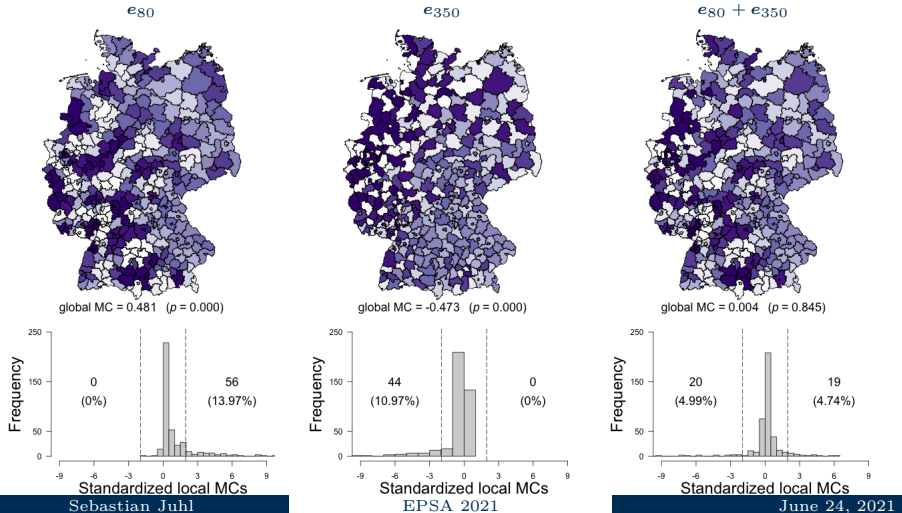 e80 e350 e80 + e350
global MC = 0.481 (p = 0.000) global MC = -0.473 (p = 0.000) global MC = 0.004 (p = 0.845)
Frequency
250
150
50
0
0 (0%)
56 (13.97%)
-9 -6 -3 0 3 6 9
Standardized local MCs
Frequency
250
150
50
0
44 (10.97%)
0 (0%)
-9 -6 -3 0 3 6 9
Standardized local MCs
Frequency
250
150
50
0
20 (4.99%)
19 (4.74%)
-9 -6 -3 0 3 6 9
Standardized local MCs
Sebastian Juhl EPSA 2021 June 24, 2021